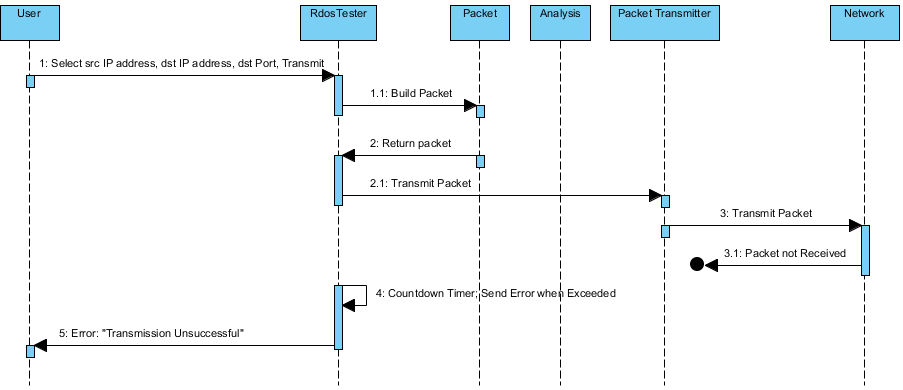 User
RdosTester
Packet
Analysis
Packet Transmitter
Network
1: Select src IP address, dst IP address, dst Port, Transmit
1.1: Build Packet
2: Return packet
2.1: Transmit Packet
3: Transmit Packet
3.1: Packet not Received
4: Countdown Timer; Send Error when Exceeded
5: Error: "Transmission Unsuccessful"